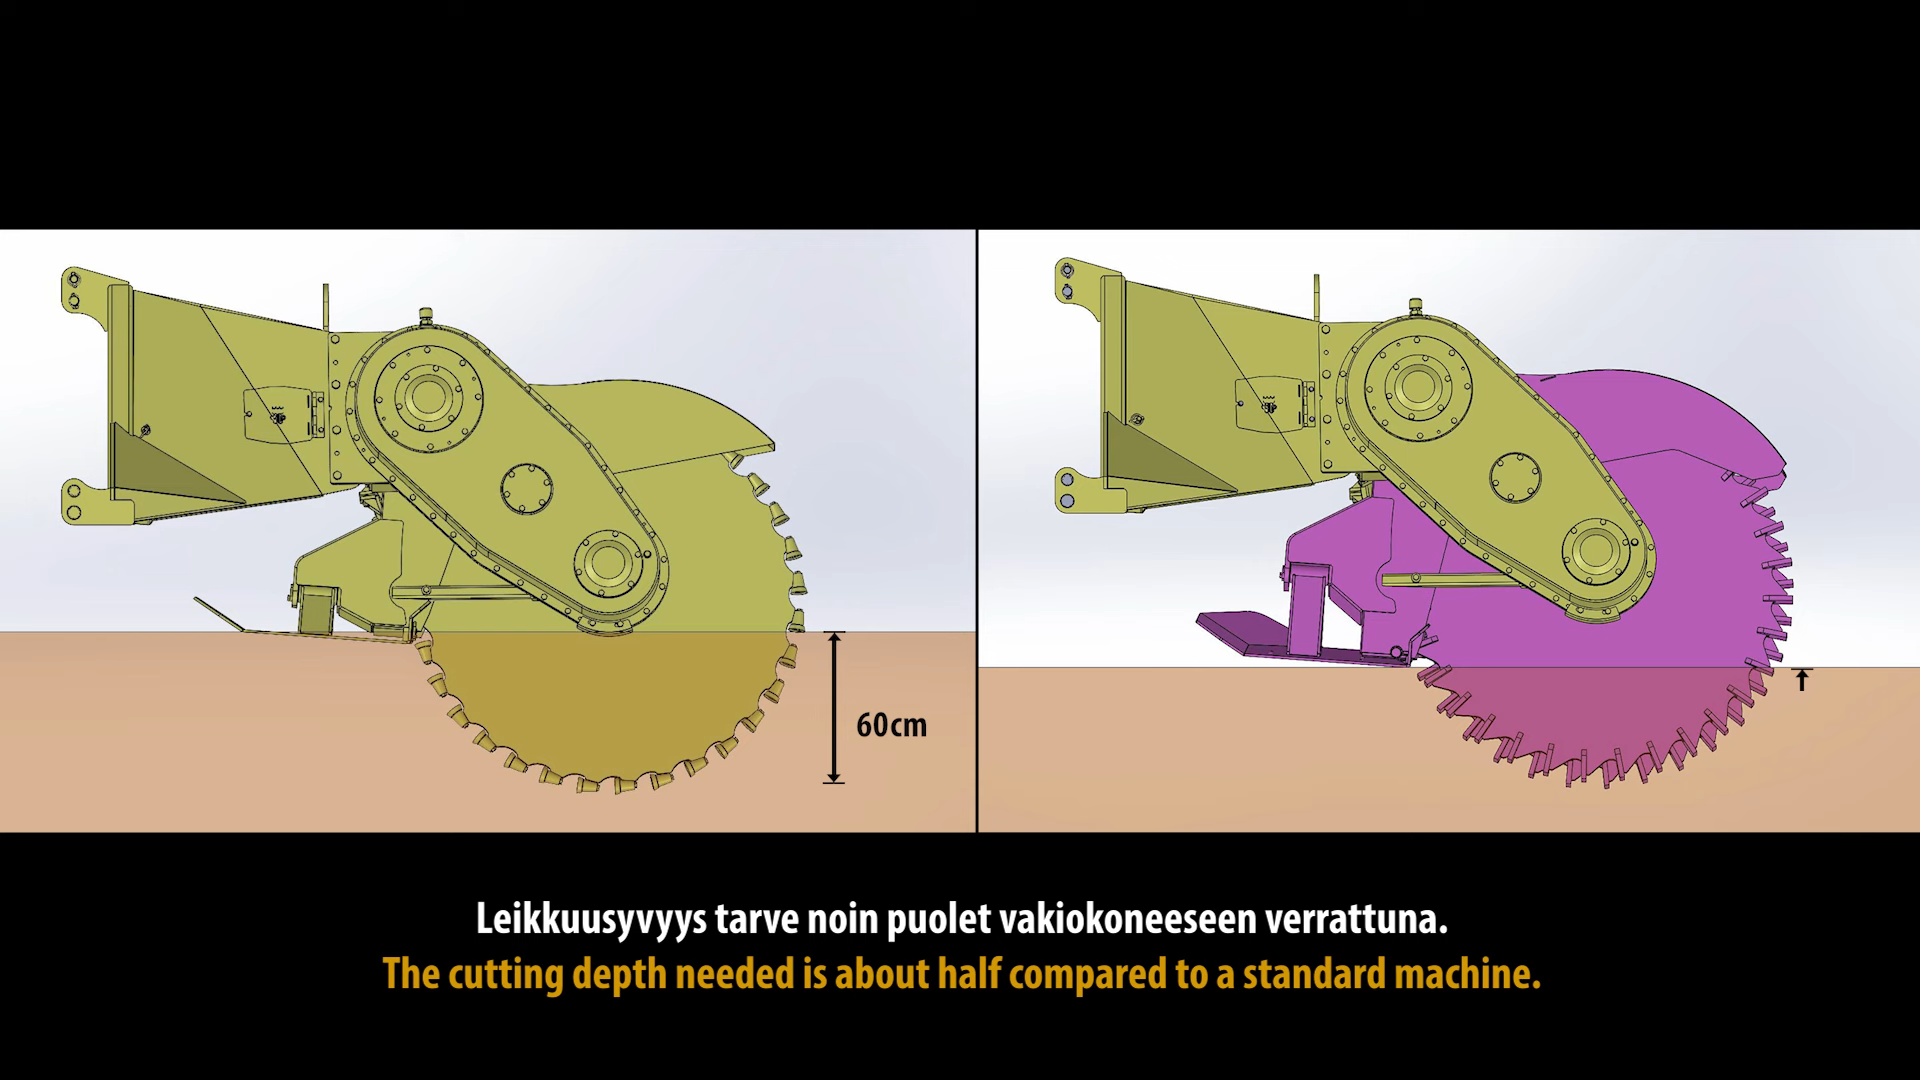 60cm
Leikkuusyvyys tarve noin puolet vakiokoneeseen verrattuna.
The cutting depth needed is about half compared to a standard machine.